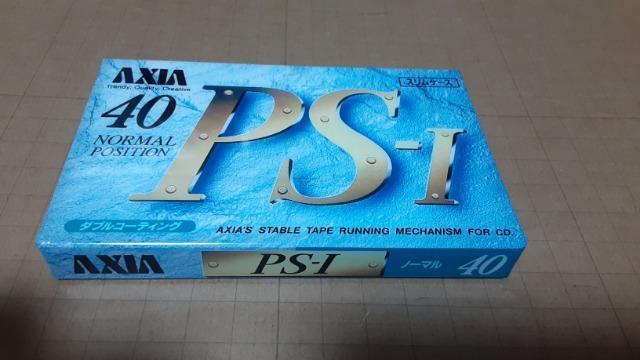 AXIA
Trendy, Quality, Creative
スリムケース
40
NORMAL
POSITION
PS-I
ダブルコーティング
AXIA'S STABLE TAPE RUNNING MECHANISM FOR CD.
AXIA PS-I ノーマル 40